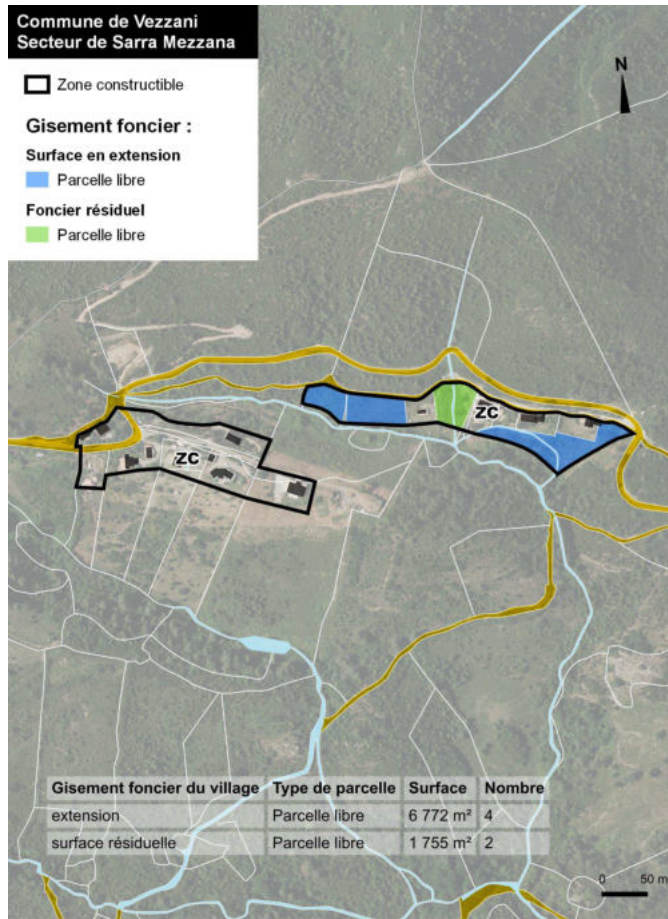 Commune de Vezzani
Secteur de Sarra Mezzana
Zone constructible
Gisement foncier :
Surface en extension
Parcelle libre
Foncier résiduel
Parcelle libre
N
ZC
ZC
Gisement foncier du village Type de parcelle Surface Nombre
extension Parcelle libre 6 772 m² 4
surface résiduelle Parcelle libre 1 755 m² 2
0 50 m